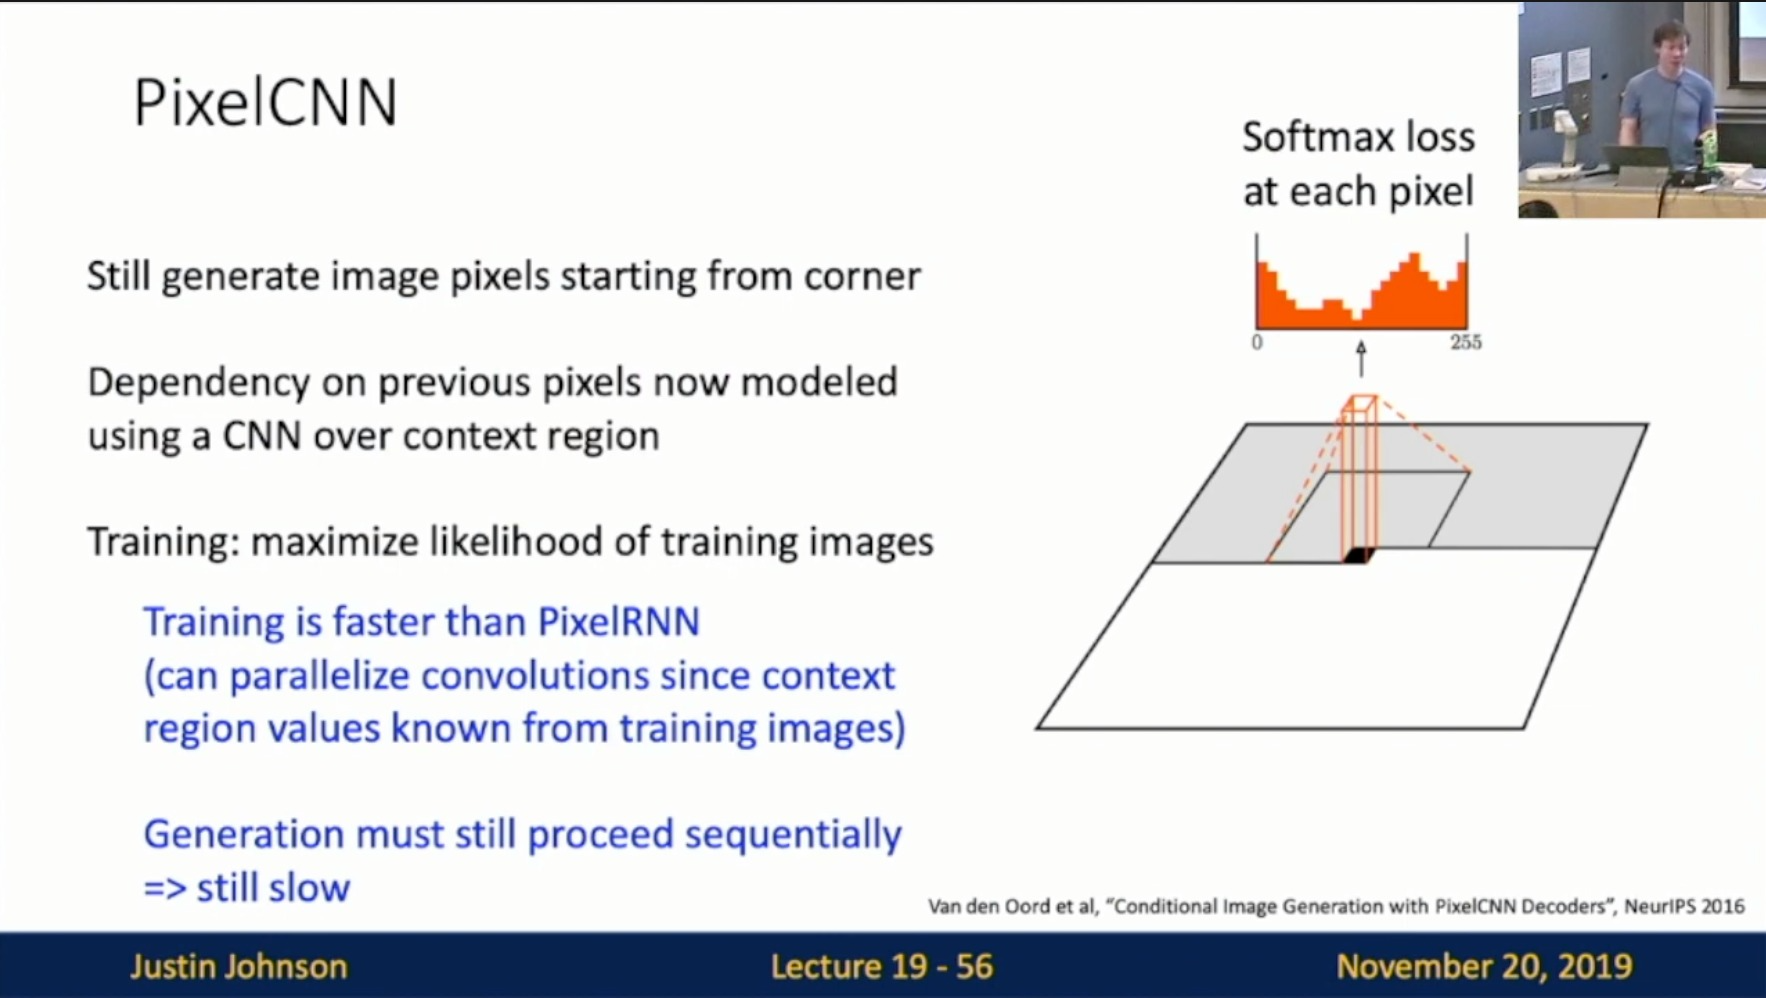 PixelCNN
Softmax loss
at each pixel
Still generate image pixels starting from corner
0
255
Dependency on previous pixels now modeled
using a CNN over context region
Training: maximize likelihood of training images
Training is faster than PixelRNN
(can parallelize convolutions since context
region values known from training images)
Generation must still proceed sequentially
=> still slow
Van den Oord et al, “Conditional Image Generation with PixelCNN Decoders”, NeurIPS 2016
Justin Johnson
Lecture 19 - 56
November 20, 2019